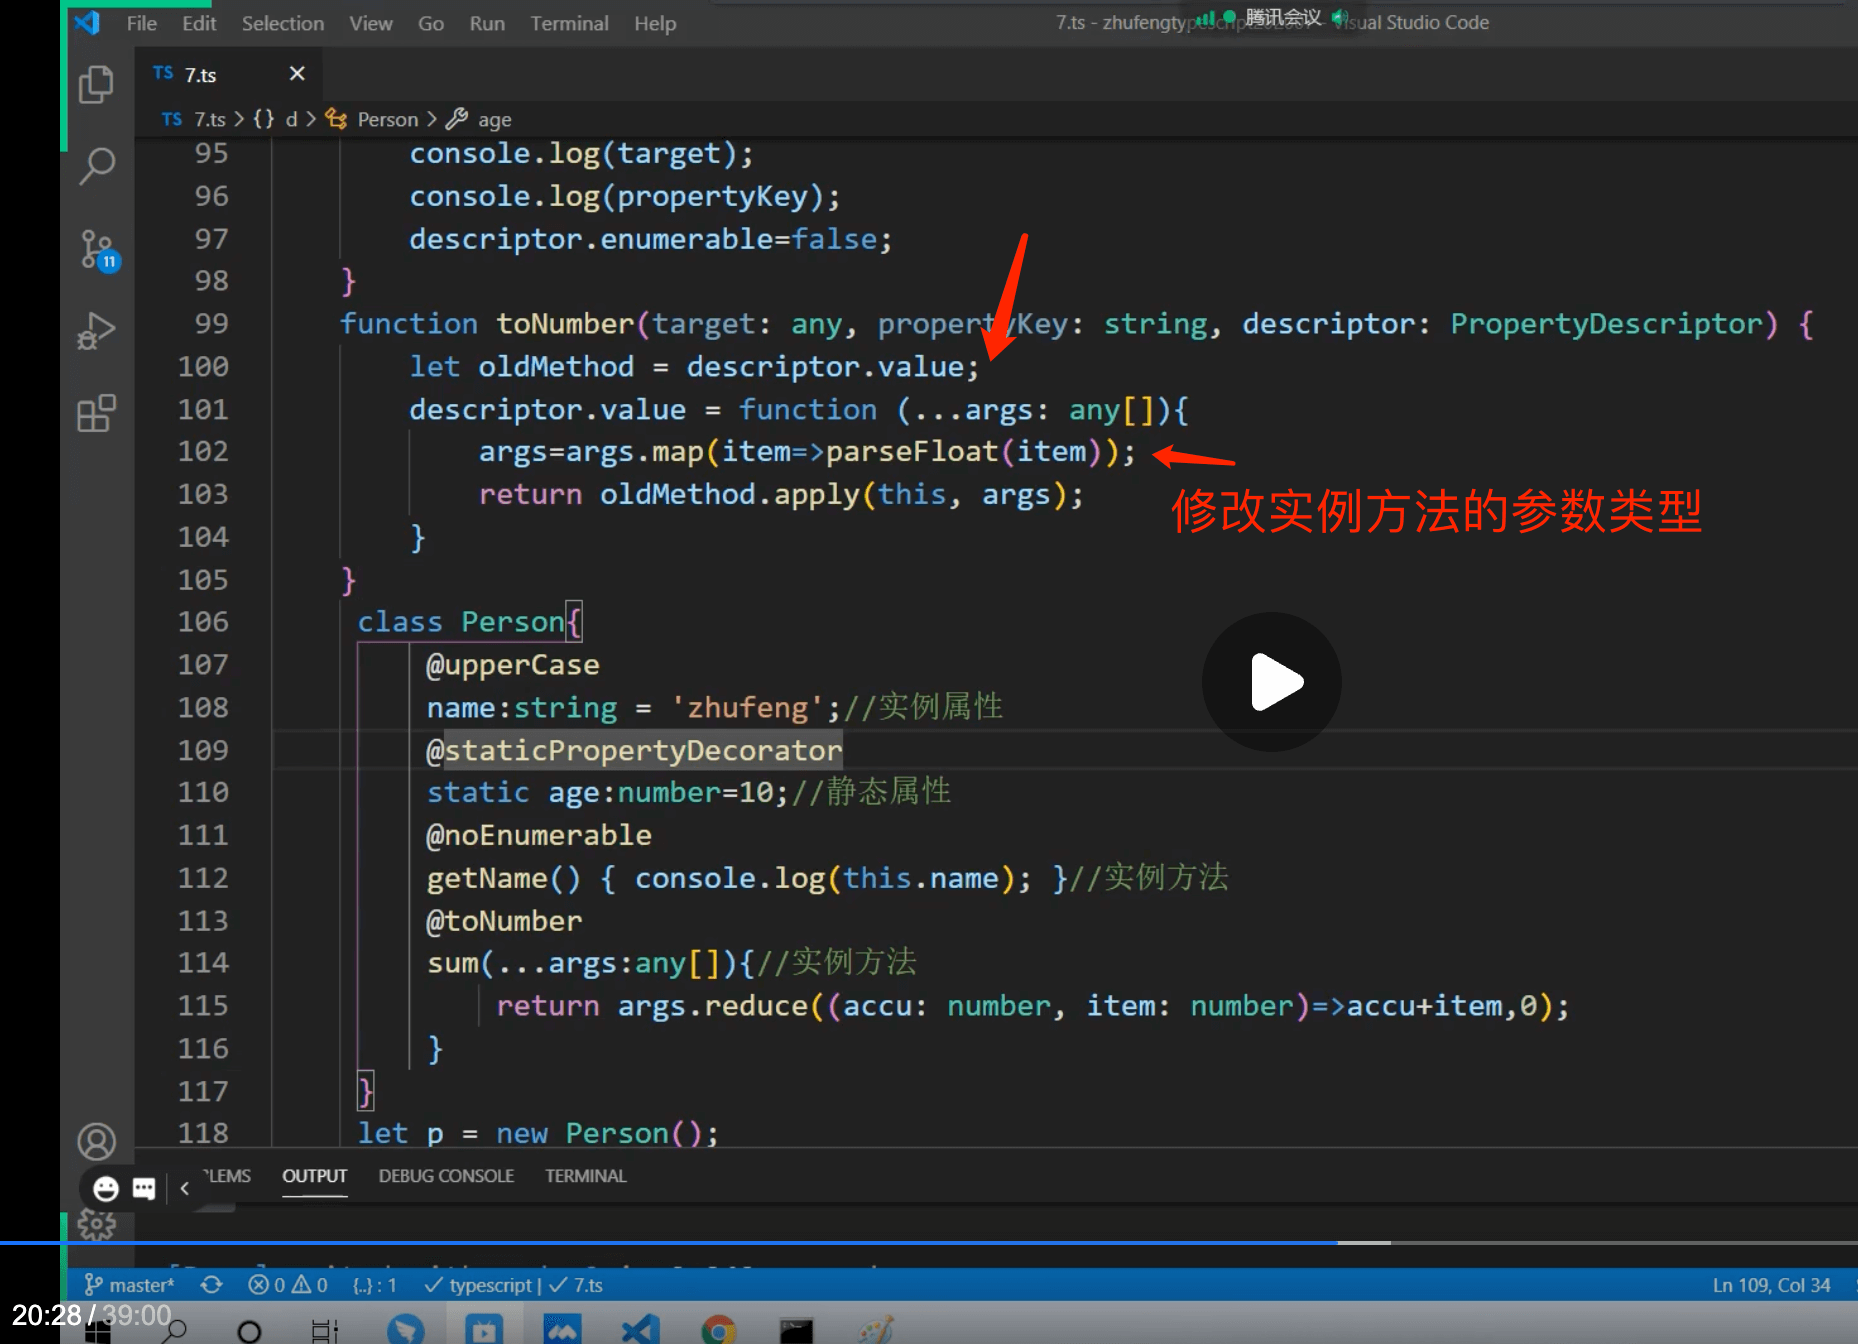 File Edit Selection View Go Run Terminal Help
7.ts - zhufengty
腾讯会议
Visual Studio Code
TS 7.ts ×
TS 7.ts > {} d > Person > age
95 console.log(target);
96 console.log(propertyKey);
97 descriptor.enumerable=false;
98 }
99 function toNumber(target: any, propertyKey: string, descriptor: PropertyDescriptor) {
100 let oldMethod = descriptor.value;
101 descriptor.value = function (...args: any[]){
102 args=args.map(item=>parseFloat(item));
103 return oldMethod.apply(this, args);
修改实例方法的参数类型
104 }
105 }
106 class Person{
107 @upperCase
108 name:string = 'zhufeng';//实例属性
109 @staticPropertyDecorator
110 static age:number=10;//静态属性
111 @noEnumerable
112 getName() { console.log(this.name); }//实例方法
113 @toNumber
114 sum(...args:any[]){//实例方法
115 return args.reduce((accu: number, item: number)=>accu+item,0);
116 }
117 }
118 let p = new Person();
11
LEMS OUTPUT DEBUG CONSOLE TERMINAL
master* 0 0 {..} : 1 ✓ typescript | ✓ 7.ts Ln 109, Col 34
20:28 / 39:00